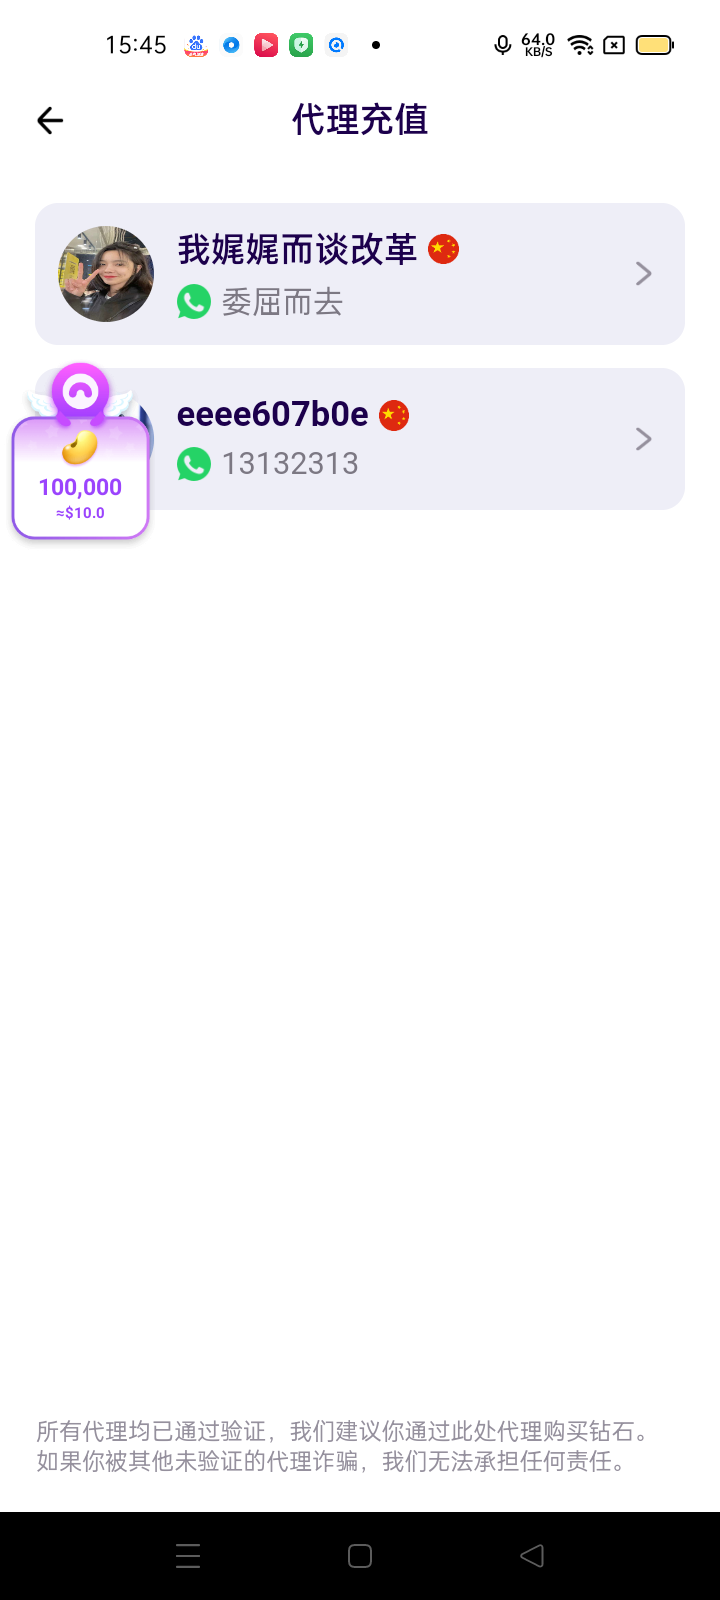 15:45
64.0
KB/S
代理充值
我娓娓而谈改革
委屈而去
eeee607b0e
13132313
100,000
≈$10.0
所有代理均已通过验证，我们建议你通过此处代理购买钻石。
如果你被其他未验证的代理诈骗，我们无法承担任何责任。